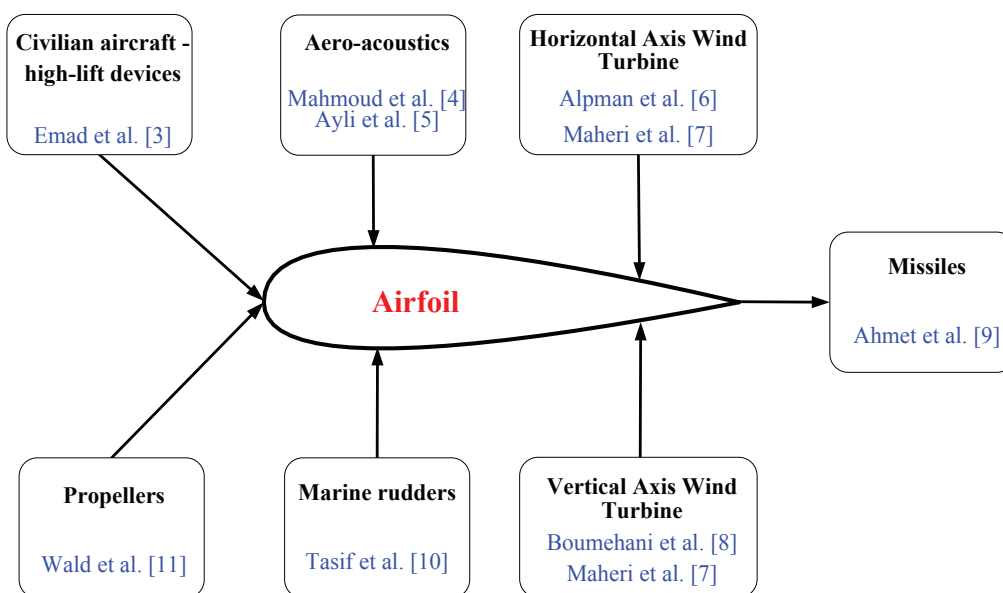 Civilian aircraft -
high-lift devices
Emad et al. [3]
Aero-acoustics
Mahmoud et al. [4]
Ayli et al. [5]
Horizontal Axis Wind
Turbine
Alpman et al. [6]
Maheri et al. [7]
Airfoil
Missiles
Ahmet et al. [9]
Propellers
Wald et al. [11]
Marine rudders
Tasif et al. [10]
Vertical Axis Wind
Turbine
Boumehani et al. [8]
Maheri et al. [7]